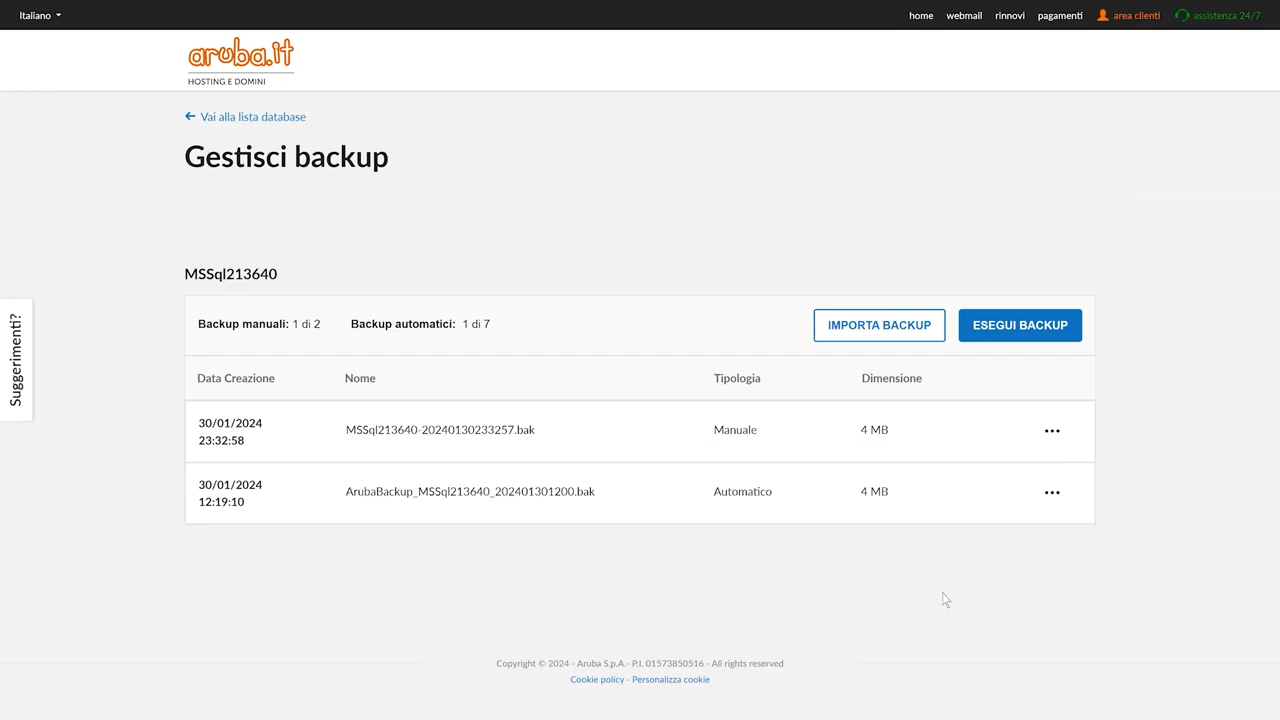 Italiano
home webmail rinnovi pagamenti area clienti assistenza 24/7
aruba.it
HOSTING E DOMINI
Vai alla lista database
Gestisci backup
MSSql213640
Backup manuali: 1 di 2 Backup automatici: 1 di 7 IMPORTA BACKUP ESEGUI BACKUP
Data Creazione Nome Tipologia Dimensione
30/01/2024
23:32:58
MSSql213640-20240130233257.bak Manuale 4 MB
30/01/2024
12:19:10
ArubaBackup_MSSql213640_202401301200.bak Automatico 4 MB
Suggerimenti?
Copyright © 2024 - Aruba S.p.A.- P.I. 01573850516 - All rights reserved
Cookie policy - Personalizza cookie